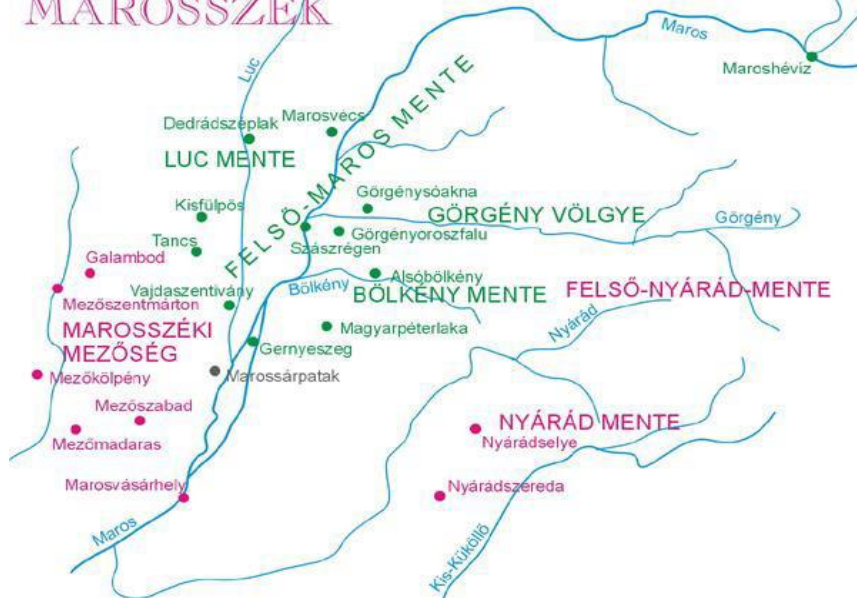 MAROSSZÉK
Maros
Maroshévíz
Luc
Marosvécs
Dedrádszéplak
LUC MENTE
FELSŐ-MAROS MENTE
Kisfülpös
Görgénysóakna
GÖRGÉNY VÖLGYE
Görgény
Tancs
Szászrégen
Görgényoroszfalu
Galambod
Alsóbölkény
Bölkény
BÖLKÉNY MENTE
FELSŐ-NYÁRÁD-MENTE
Mezőszentmárton
Vajdaszentivány
Nyárád
MAROSSZÉKI
MEZŐSÉG
Magyarpéterlaka
Gernyeszeg
Mezőkölpény
Marossárpatak
Mezőszabad
NYÁRÁD MENTE
Mezőmadaras
Nyárádselye
Marosvásárhely
Nyárádszereda
Maros
Kis-Küküllő